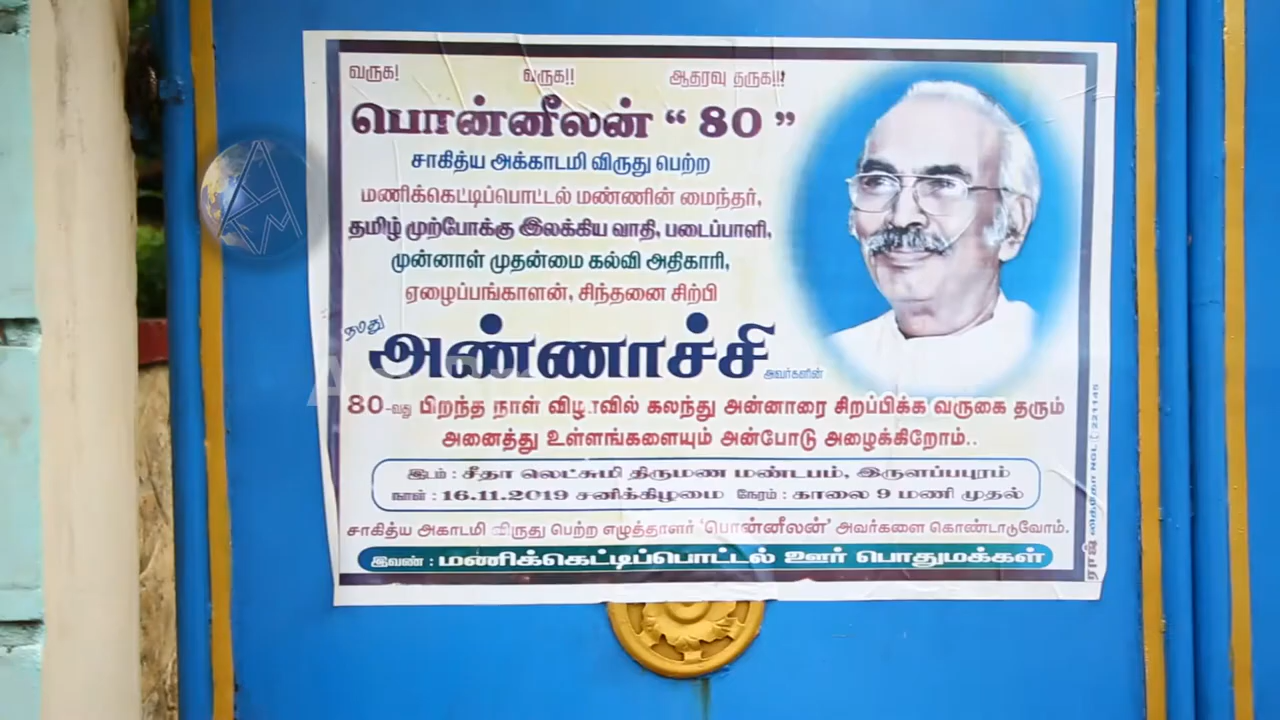 வருக! வருக!! ஆதரவு தருக!!!
பொன்னீலன் “ 80 ”
சாகித்ய அக்காடமி விருது பெற்ற
மணிக்கெட்டிப்பொட்டல் மண்ணின் மைந்தர்,
தமிழ் முற்போக்கு இலக்கிய வாதி, படைப்பாளி,
முன்னாள் முதன்மை கல்வி அதிகாரி,
ஏழைப்பங்காளன், சிந்தனை சிற்பி
நமது
அண்ணாச்சி அவர்களின்
80-வது பிறந்த நாள் விழாவில் கலந்து அன்னாரை சிறப்பிக்க வருகை தரும்
அனைத்து உள்ளங்களையும் அன்போடு அழைக்கிறோம்..
இடம் : சீதா லெட்சுமி திருமண மண்டபம், இருளப்பபுரம்
நாள் : 16.11.2019 சனிக்கிழமை நேரம் : காலை 9 மணி முதல்
சாகித்ய அகாடமி விருது பெற்ற எழுத்தாளர் 'பொன்னீலன்' அவர்களை கொண்டாடுவோம்.
இவண் : மணிக்கெட்டிப்பொட்டல் ஊர் பொதுமக்கள்
NGL : 221145